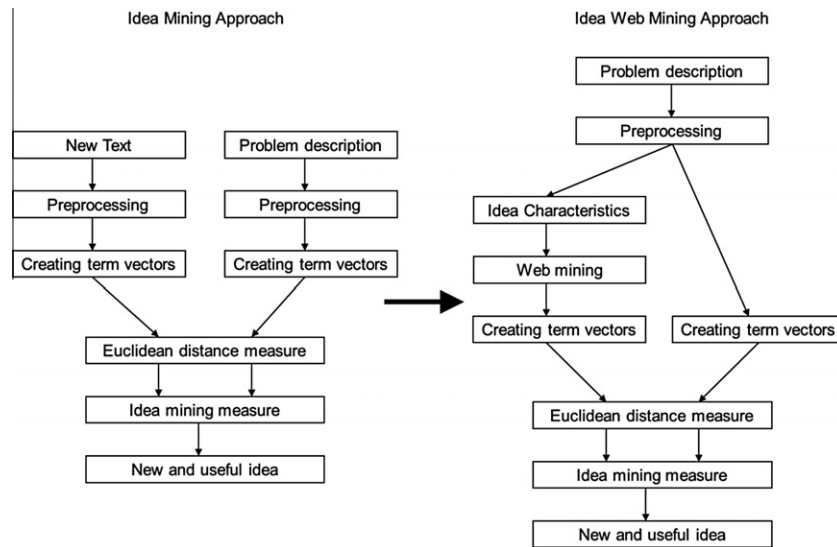 Idea Mining Approach
Idea Web Mining Approach
New Text
Problem description
Preprocessing
Preprocessing
Creating term vectors
Creating term vectors
Euclidean distance measure
Idea mining measure
New and useful idea
Problem description
Preprocessing
Idea Characteristics
Web mining
Creating term vectors
Creating term vectors
Euclidean distance measure
Idea mining measure
New and useful idea